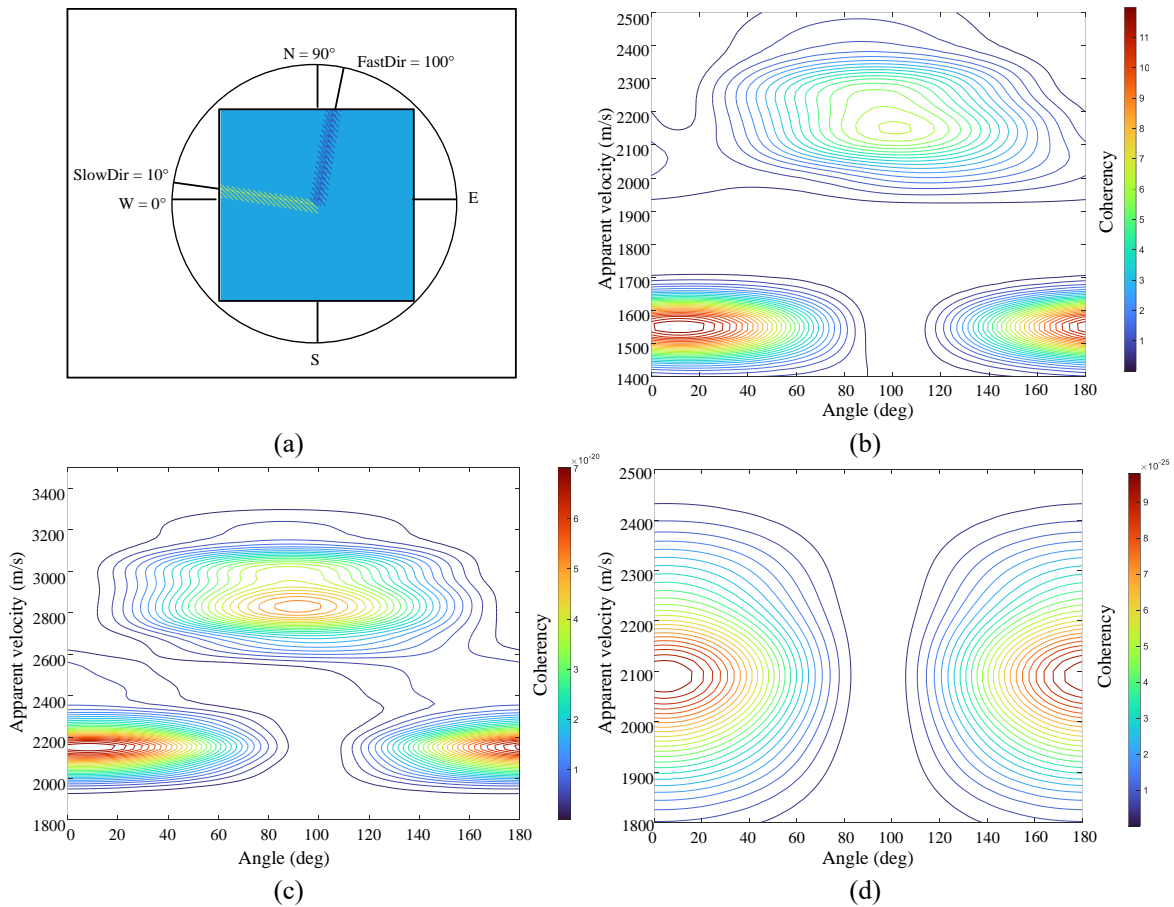 N = 90°
FastDir = 100°
SlowDir = 10°
W = 0°
E
S
(a)
2500
2400
2300
2200
2100
2000
1900
1800
1700
1600
1500
1400
Apparent velocity (m/s)
0 20 40 60 80 100 120 140 160 180
Angle (deg)
Coherency
11
10
9
8
7
6
5
4
3
2
1
(b)
3400
3200
3000
2800
2600
2400
2200
2000
1800
Apparent velocity (m/s)
0 20 40 60 80 100 120 140 160 180
Angle (deg)
Coherency
×10⁻²⁰
7
6
5
4
3
2
1
(c)
2500
2400
2300
2200
2100
2000
1900
1800
Apparent velocity (m/s)
0 20 40 60 80 100 120 140 160 180
Angle (deg)
Coherency
×10⁻²⁵
9
8
7
6
5
4
3
2
1
(d)